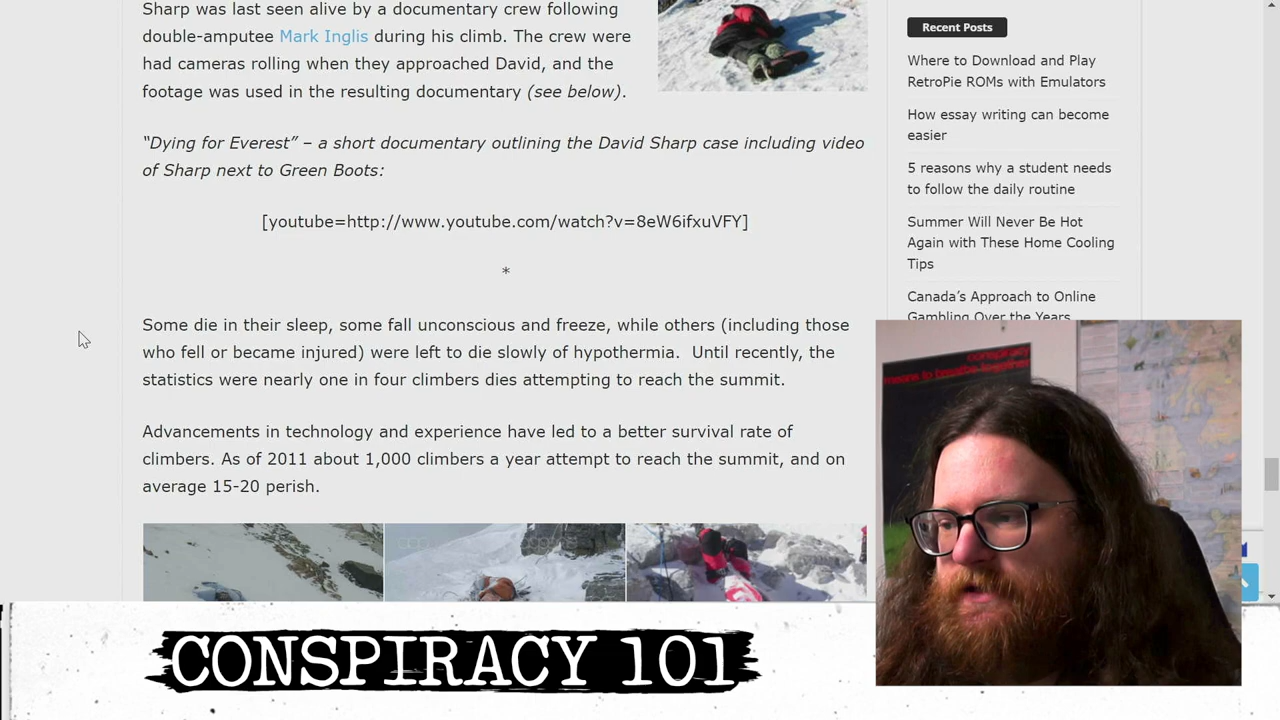 Sharp was last seen alive by a documentary crew following
double-amputee Mark Inglis during his climb. The crew were
had cameras rolling when they approached David, and the
footage was used in the resulting documentary (see below).
“Dying for Everest” – a short documentary outlining the David Sharp case including video
of Sharp next to Green Boots:
[youtube=http://www.youtube.com/watch?v=8eW6ifxuVFY]
*
Some die in their sleep, some fall unconscious and freeze, while others (including those
who fell or became injured) were left to die slowly of hypothermia.  Until recently, the
statistics were nearly one in four climbers dies attempting to reach the summit.
Advancements in technology and experience have led to a better survival rate of
climbers. As of 2011 about 1,000 climbers a year attempt to reach the summit, and on
average 15-20 perish.
Recent Posts
Where to Download and Play
RetroPie ROMs with Emulators
How essay writing can become
easier
5 reasons why a student needs
to follow the daily routine
Summer Will Never Be Hot
Again with These Home Cooling
Tips
Canada’s Approach to Online
Gambling Over the Years
conspiracy
means to breathe together
CONSPIRACY 101